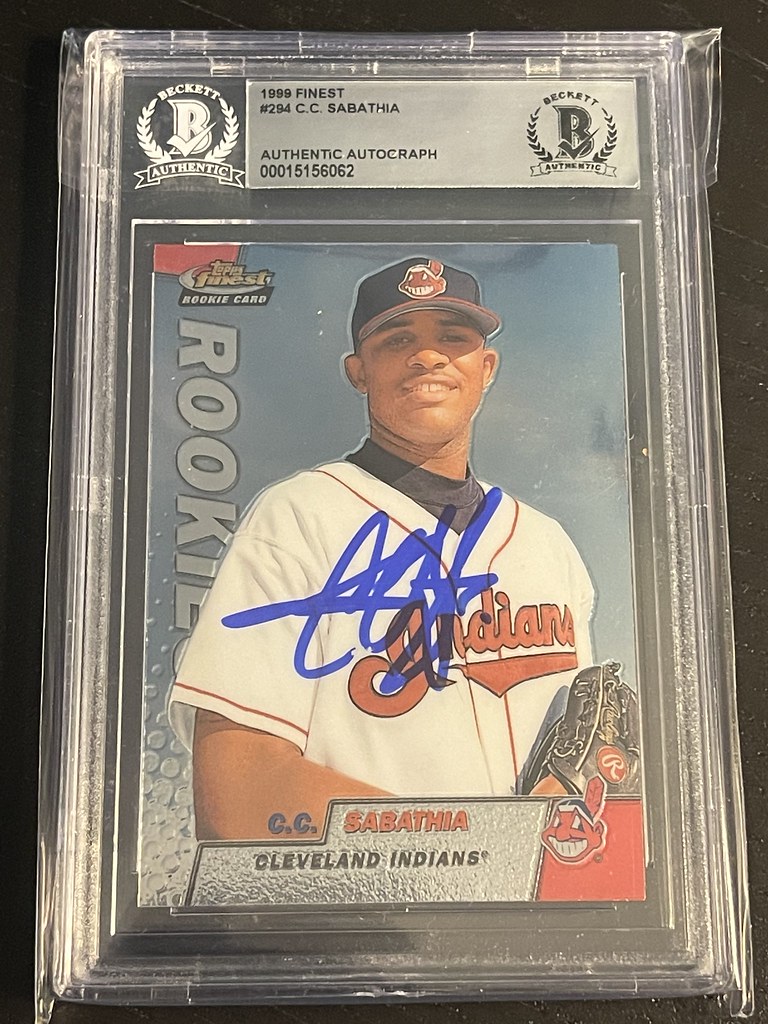 BECKETT
B
AUTHENTIC
1999 FINEST
#294 C.C. SABATHIA
AUTHENTIC AUTOGRAPH
00015156062
BECKETT
B
AUTHENTIC
TOPPS
finest
ROOKIE CARD
ROOKIES
Indians
R
C.C. SABATHIA
CLEVELAND INDIANS